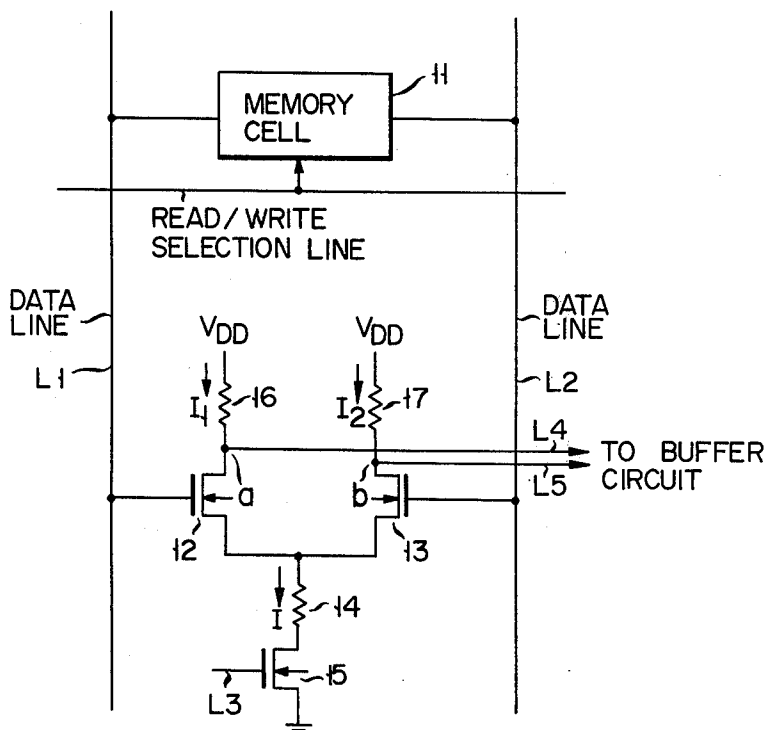 11
MEMORY
CELL
READ/WRITE
SELECTION LINE
DATA
LINE
L1
DATA
LINE
L2
VDD
VDD
I1
16
I2
17
L4
L5
TO BUFFER
CIRCUIT
a
b
12
13
I
14
L3
15